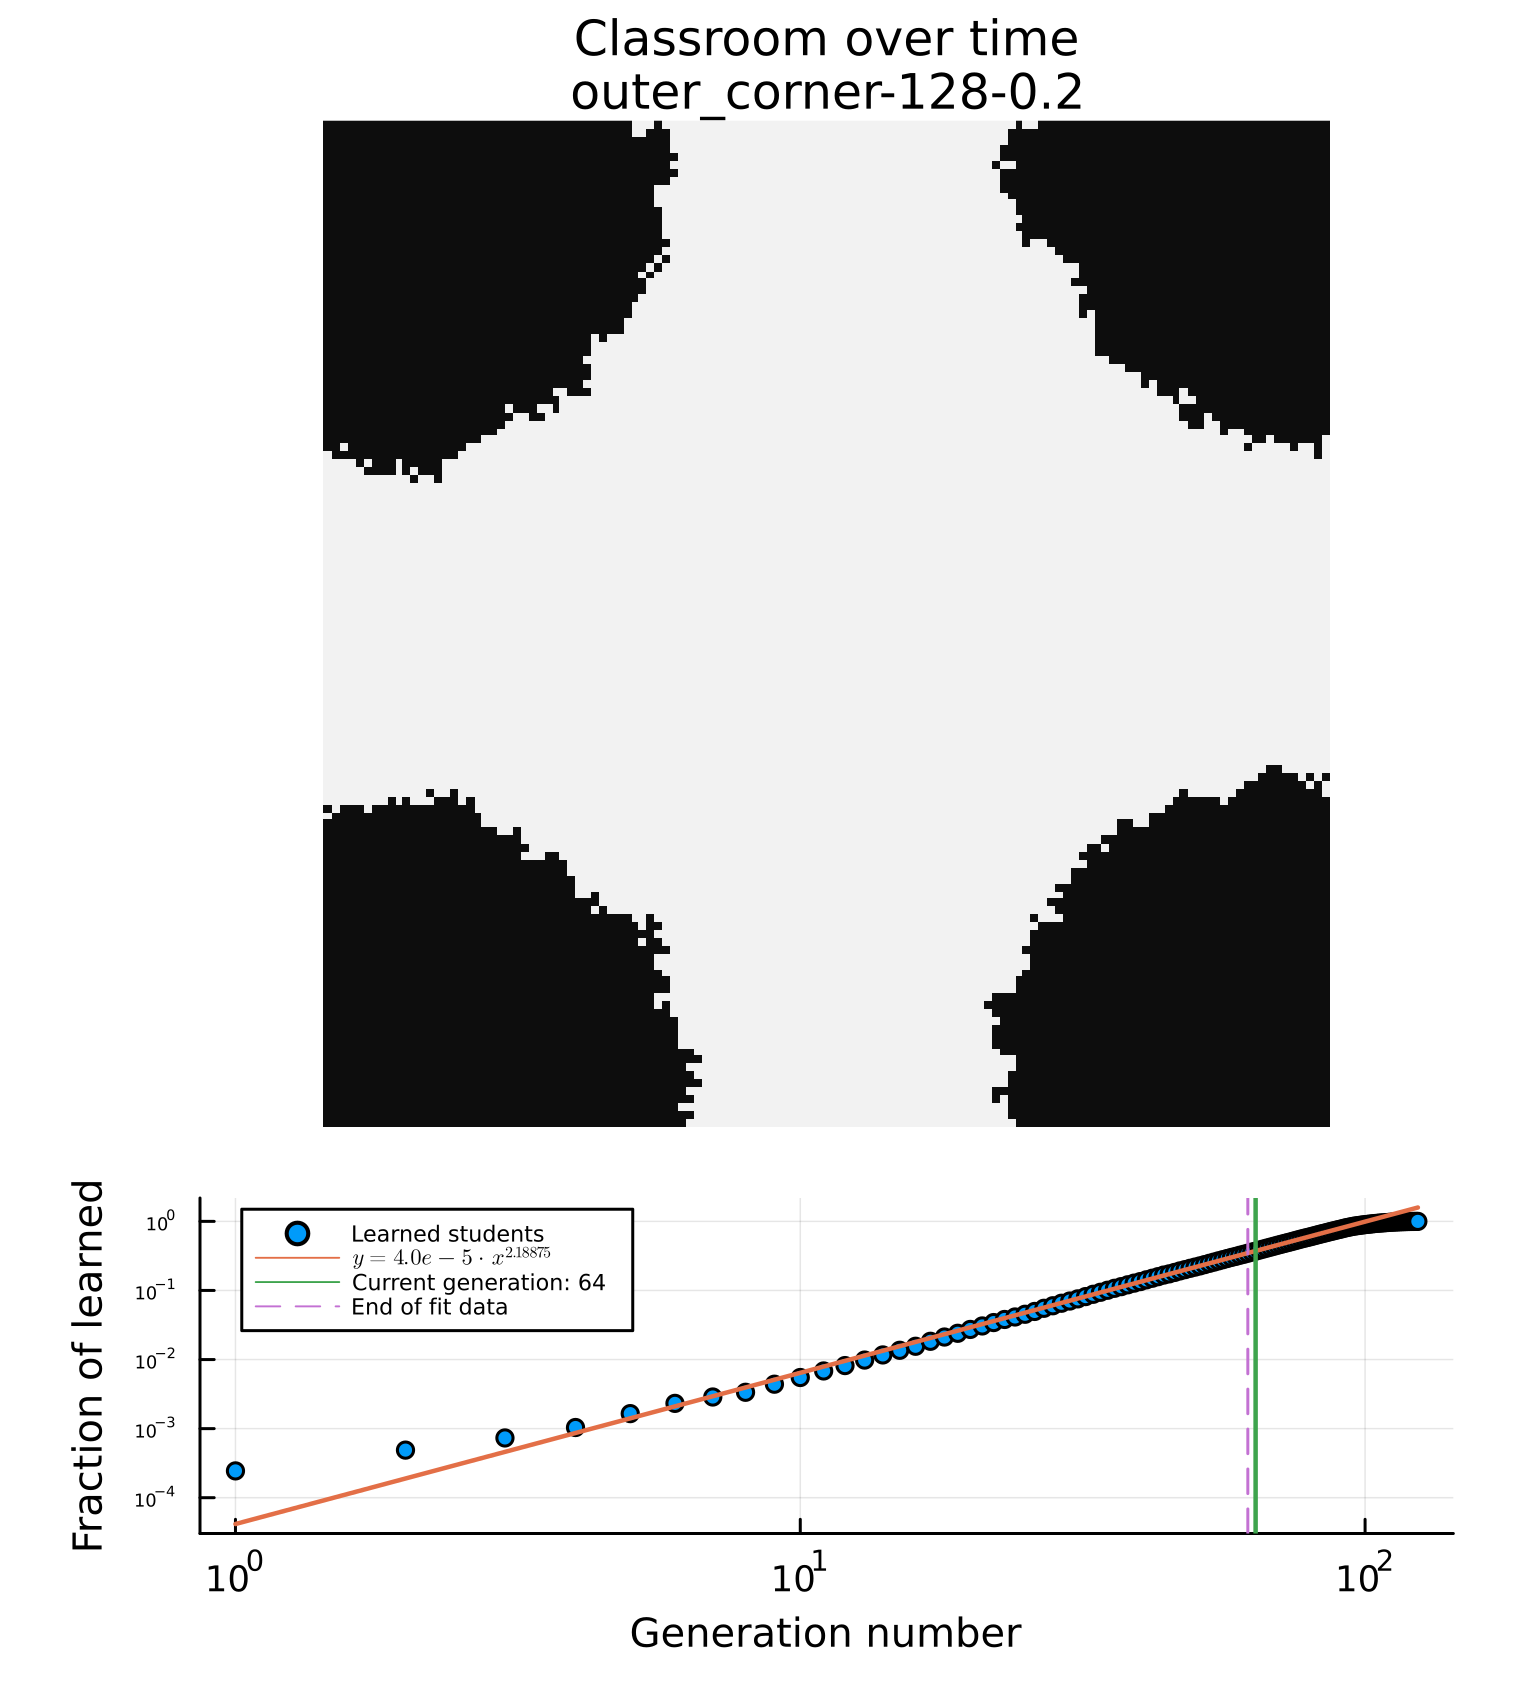 Classroom over time
outer_corner-128-0.2
Fraction of learned
10⁰
10⁻¹
10⁻²
10⁻³
10⁻⁴
Learned students
y = 4.0e − 5 · x^2.18875
Current generation: 64
End of fit data
10⁰ 10¹ 10²
Generation number